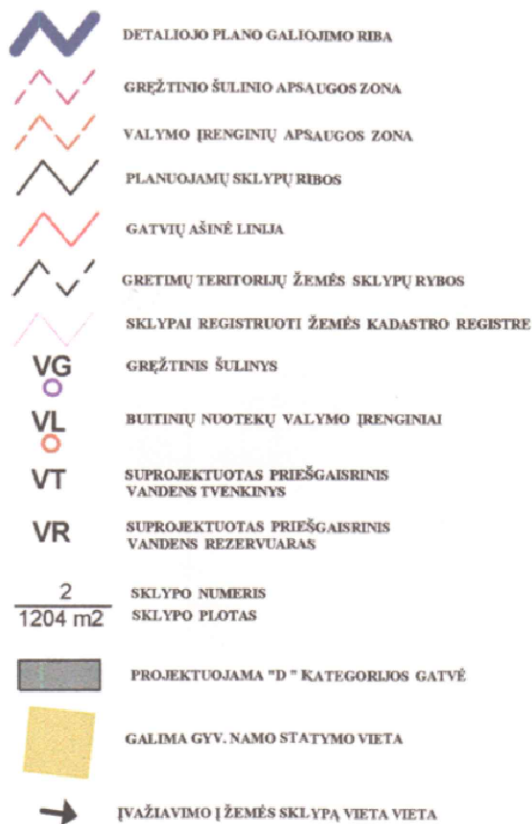 DETALIOJO PLANO GALIOJIMO RIBA
GRĘŽTINIO ŠULINIO APSAUGOS ZONA
VALYMO ĮRENGINIŲ APSAUGOS ZONA
PLANUOJAMŲ SKLYPŲ RIBOS
GATVIŲ AŠINĖ LINIJA
GRETIMŲ TERITORIJŲ ŽEMĖS SKLYPŲ RYBOS
SKLYPAI REGISTRUOTI ŽEMĖS KADASTRO REGISTRE
VG GRĘŽTINIS ŠULINYS
VL BUITINIŲ NUOTEKŲ VALYMO ĮRENGINIAI
VT SUPROJEKTUOTAS PRIEŠGAISRINIS
VANDENS TVENKINYS
VR SUPROJEKTUOTAS PRIEŠGAISRINIS
VANDENS REZERVUARAS
2 SKLYPO NUMERIS
1204 m2 SKLYPO PLOTAS
PROJEKTUOJAMA "D" KATEGORIJOS GATVĖ
GALIMA GYV. NAMO STATYMO VIETA
ĮVAŽIAVIMO Į ŽEMĖS SKLYPĄ VIETA VIETA